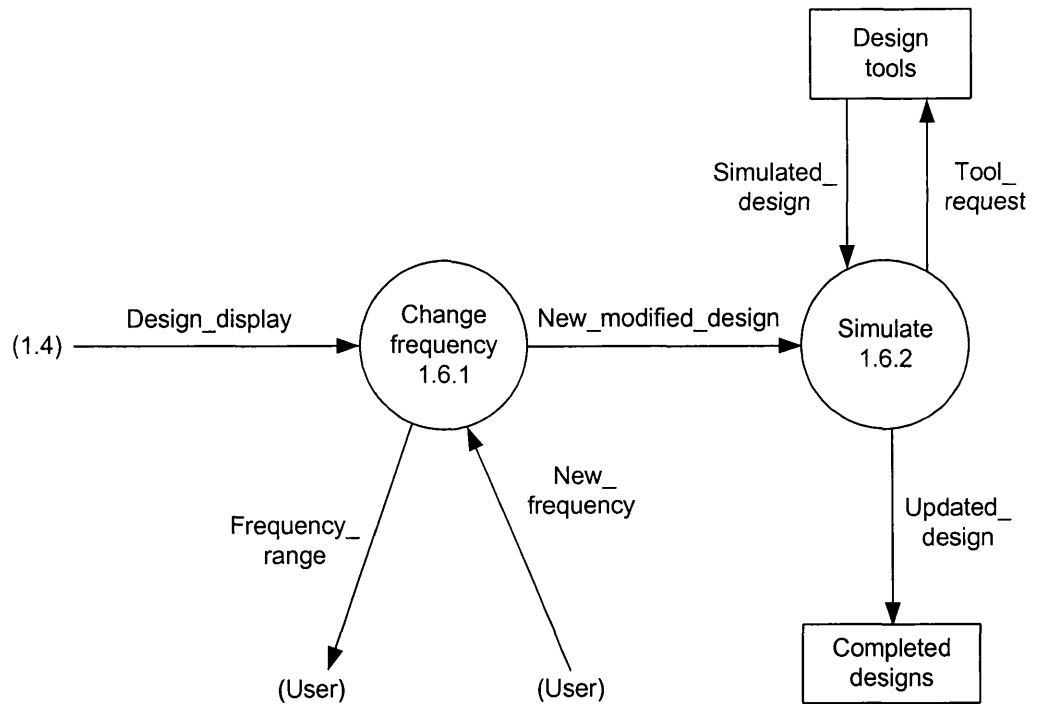 Design
tools
Simulated_
design
Tool_
request
(1.4)
Design_display
Change
frequency
1.6.1
New_modified_design
Simulate
1.6.2
Frequency_
range
New_
frequency
Updated_
design
(User)
(User)
Completed
designs